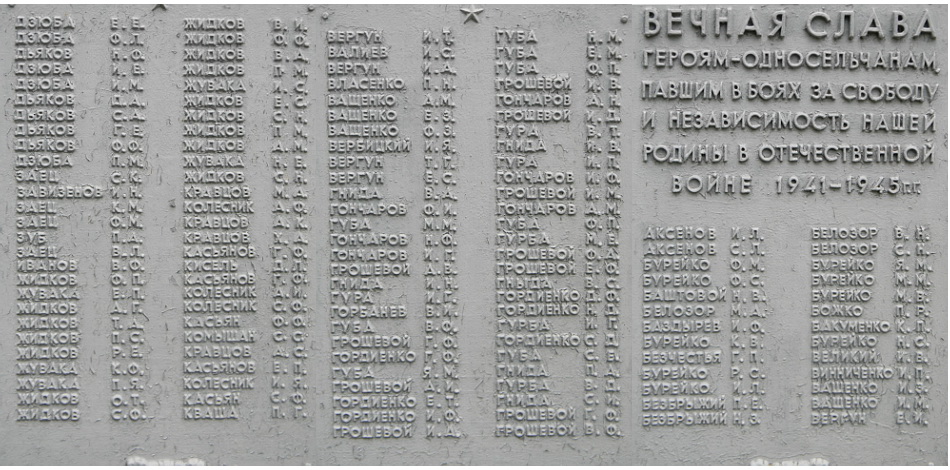 ДЗЮБА Е. Е.
ДЗЮБА Ф. Л.
ДЬЯКОВ Н. Ф.
ДЗЮБА И. Е.
ДЗЮБА И. М.
ДЬЯКОВ Д. А.
ДЬЯКОВ С. А.
ДЬЯКОВ Г. Е.
ДЬЯКОВ Ф. Ф.
ДЗЮБА П. М.
ЗАЕЦ С. К.
ЗАВИЗЕНОВ И. Н.
ЗАЕЦ К. М.
ЗАЕЦ Ф. М.
ЗУБ
ЗАЕЦ
ИВАНОВ В. Ф.
ЖИДКОВ Ф. П.
ЖУВАКА Е. П.
ЖИДКОВ
ЖИДКОВ Т. А.
ЖИДКОВ П. С.
ЖИДКОВ Р. Е.
ЖУВАКА К. Ф.
ЖУВАКА П. Я.
ЖИДКОВ О. Т.
ЖИДКОВ С. Ф.
ЖИДКОВ В. И.
ЖИДКОВ Ф. Ф.
ЖИДКОВ
ЖИДКОВ П. М.
ЖУВАКА И. С.
ЖИДКОВ Е. С.
ЖИДКОВ С. Н.
ЖИДКОВ П. М.
ЖИДКОВ А. М.
ЖУВАКА Н. Е.
ЖИДКОВ С. Н.
КРАВЦОВ М. А.
КОЛЕСНИК А. Ф.
КРАВЦОВ А. К.
КРАВЦОВ
КАСЬЯНОВ Г. Ф.
КИСЕЛЬ
КАСЬЯНОВ
КОЛЕСНИК А. И.
КОЛЕСНИК С. Ф.
КАСЬЯН Ф. Ф.
КОМЫШАН С. С.
КРАВЦОВ А. С.
КАСЬЯНОВ Е. П.
КОЛЕСНИК И. Я.
КАСЬЯН С. Ф.
КВАША П. Г.
ВЕРГУН И. Т.
ВАЛИЕВ И. С.
ВЕРГУН И. А.
ВЛАСЕНКО П. Н.
ВАЩЕНКО А. М.
ВАЩЕНКО Е. З.
ВАЩЕНКО Ф. З.
ВЕРБИЦКИЙ И. Я.
ВЕРГУН Т. Г.
ВЕРГУН Е. С.
ГНИДА В. А.
ГОНЧАРОВ Ф. И.
ГУБА М. М.
ГОНЧАРОВ Н. Ф.
ГОНЧАРОВ И. Г.
ГРОШЕВОЙ А. В.
ГНИДА И. Н.
ГУРА И. Г.
ГОРБАНЕВ И. В.
ГУБА В. Ф.
ГРОШЕВОЙ Г. Ф.
ГОРДИЕНКО Г. Ф.
ГУБА Я. М.
ГРОШЕВОЙ А. И.
ГОРДИЕНКО Е. Т.
ГОРДИЕНКО И. Ф.
ГРОШЕВОЙ И. А.
ГУБА Н. М.
ГУБА Е. М.
ГУБА Ф. П.
ГРОШЕВОЙ И. В.
ГОНЧАРОВ А. Н.
ГРОШЕВОЙ И. Д.
ГУРА В. Т.
ГНИДА И. В.
ГУРА И. П.
ГОНЧАРОВ И. Ф.
ГРОШЕВОЙ И. М.
ГОНЧАРОВ А. М.
ГУБА Ф. М.
ГУРБА М. Е.
ГРОШЕВОЙ Ф. А.
ГРОШЕВОЙ Е. Ф.
ГНЫДА В. С.
ГОРДИЕНКО Д. Ф.
ГОРДИЕНКО Н. Д.
ГУРБА И. Г.
ГОРДИЕНКО С. Д.
ГУБА С. Е.
ГНИДА П. А.
ГУРБА В. Д.
ГНИДА С. И.
ГРОШЕВОЙ Г. Ф.
ГРОШЕВОЙ В. Ф.
ВЕЧНАЯ СЛАВА
ГЕРОЯМ-ОДНОСЕЛЬЧАНАМ,
ПАВШИМ В БОЯХ ЗА СВОБОДУ
И НЕЗАВИСИМОСТЬ НАШЕЙ
РОДИНЫ В ОТЕЧЕСТВЕННОЙ
ВОЙНЕ 1941-1945 г.г.
АКСЕНОВ И. Л.
АКСЕНОВ С. Л.
БУРЕЙКО Ф. М.
БУРЕЙКО Ф. С.
БАШТОВОЙ Н. В.
БЕЛОЗОР М. А.
БАЗДЫРЕВ И. Ф.
БУРЕЙКО В. К.
БЕЗЧЕСТЬЯ Г. П.
БУРЕЙКО Р. С.
БУРЕЙКО И. Л.
БЕЗБРЫЖИЙ П. Е.
БЕЗБРЫЖИЙ Н. З.
БЕЛОЗОР В. Н.
БЕЛОЗОР С. Н.
БУРЕЙКО Я. М.
БУРЕЙКО М. М.
БУРЕЙКО М. В.
БОЖКО П. Р.
БАКУМЕНКО К. П.
БУРЕЙКО Н. С.
ВЕЛИКИЙ И. В.
ВИННИЧЕНКО И. П.
ВАЩЕНКО И. З.
ВАЩЕНКО И. М.
ВЕРГУН Е. И.